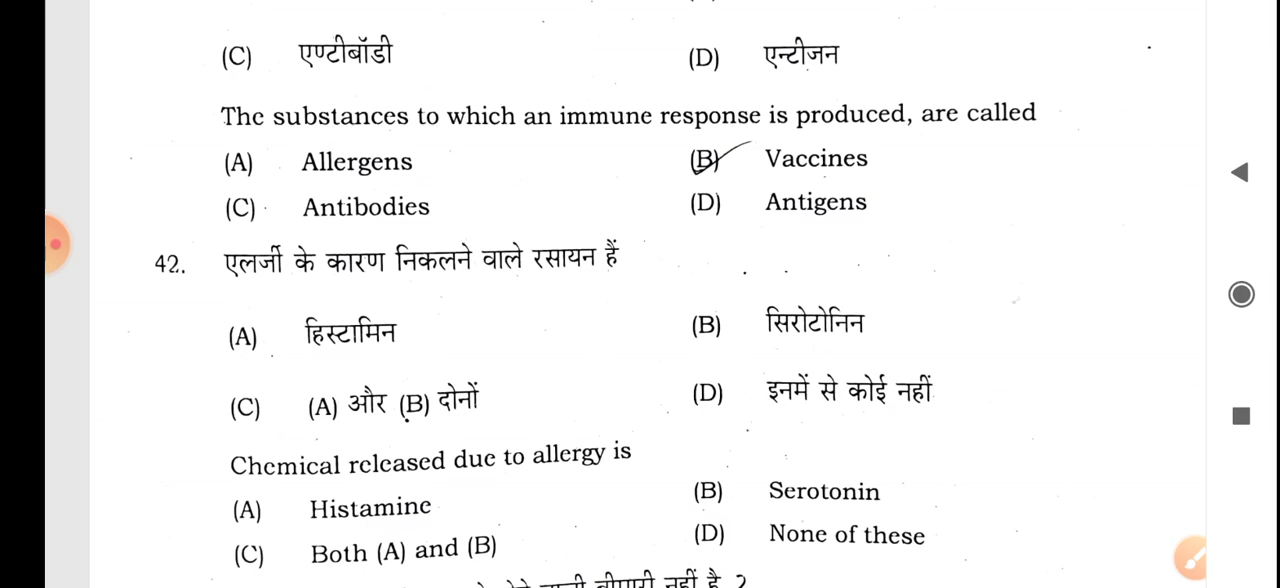 (C) एण्टीबॉडी (D) एन्टीजन
The substances to which an immune response is produced, are called
(A) Allergens (B) Vaccines
(C) Antibodies (D) Antigens
42. एलर्जी के कारण निकलने वाले रसायन हैं
(A) हिस्टामिन (B) सिरोटोनिन
(C) (A) और (B) दोनों (D) इनमें से कोई नहीं
Chemical released due to allergy is
(A) Histamine (B) Serotonin
(C) Both (A) and (B) (D) None of these
वाली बीमारी नहीं है ?